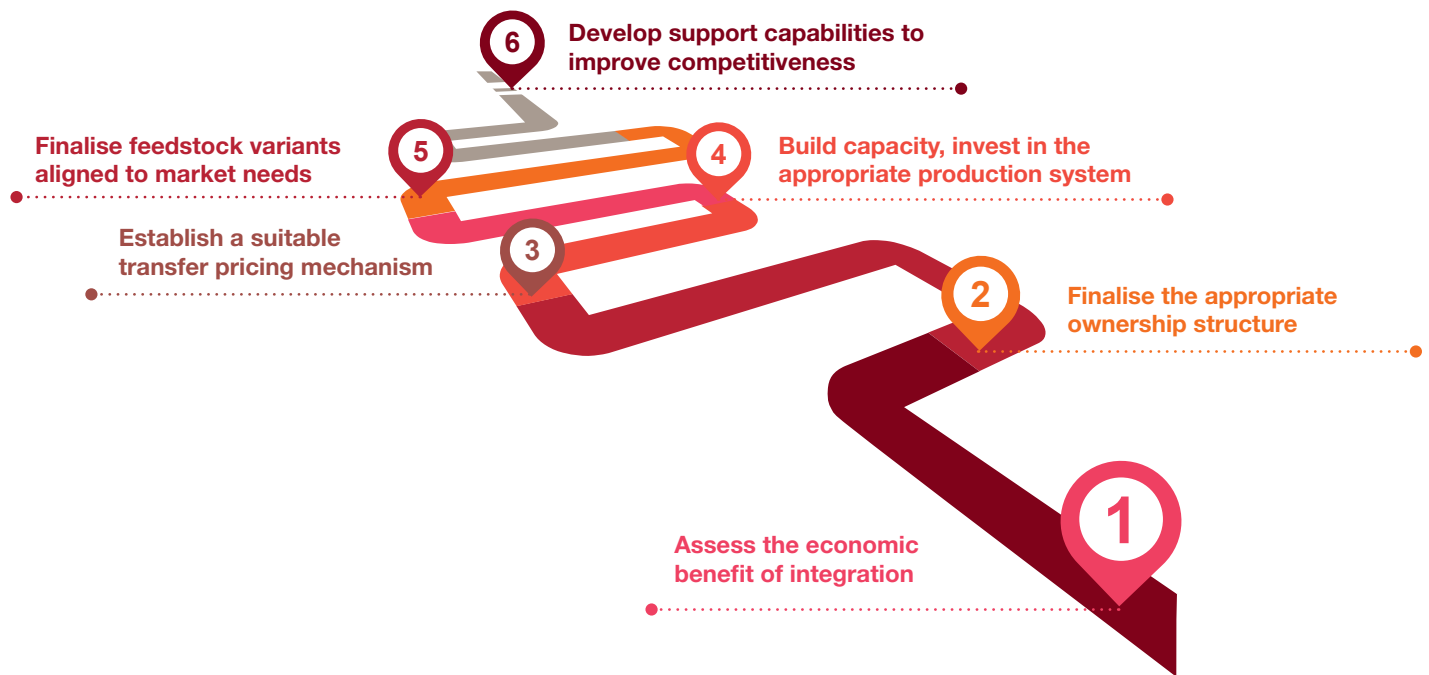 6
Develop support capabilities to
improve competitiveness
5
Finalise feedstock variants
aligned to market needs
4
Build capacity, invest in the
appropriate production system
3
Establish a suitable
transfer pricing mechanism
2
Finalise the appropriate
ownership structure
1
Assess the economic
benefit of integration